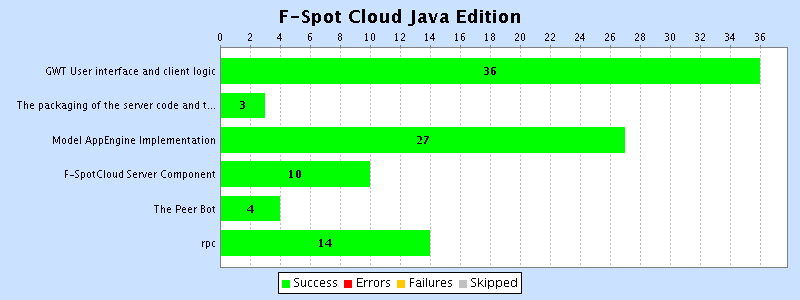 F-Spot Cloud Java Edition
0 2 4 6 8 10 12 14 16 18 20 22 24 26 28 30 32 34 36
GWT User interface and client logic 36
The packaging of the server code and t... 3
Model AppEngine Implementation 27
F-SpotCloud Server Component 10
The Peer Bot 4
rpc 14
Success Errors Failures Skipped